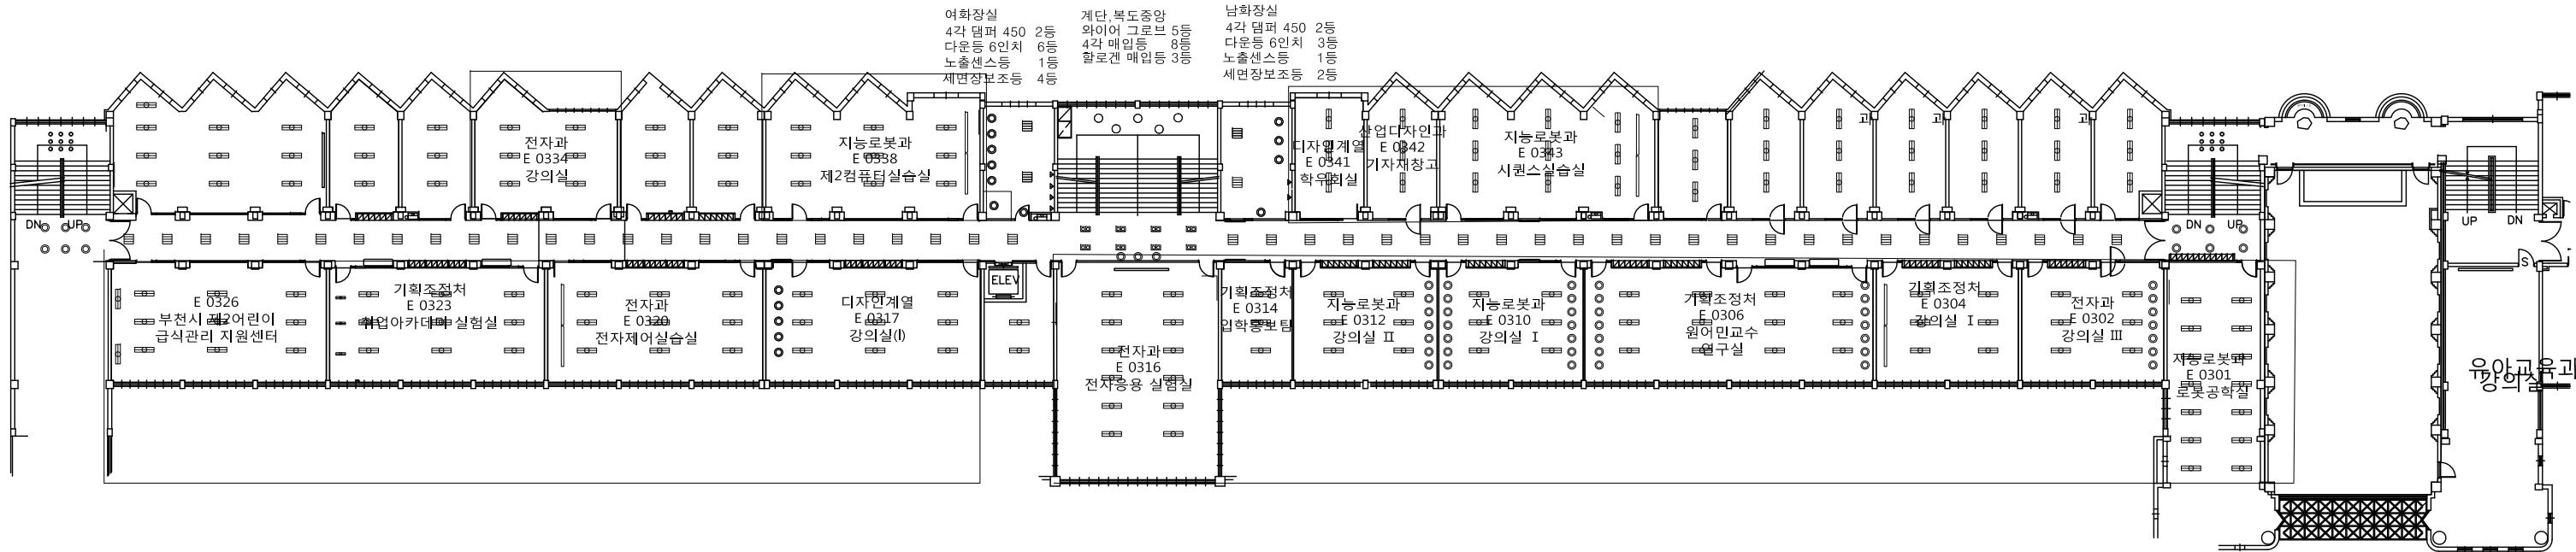 여화장실
4각 댐퍼 450 2등
다운등 6인치 6등
노출센스등 1등
세면장보조등 4등
계단,복도중앙
와이어 그로브 5등
4각 매입등 8등
할로겐 매입등 3등
남화장실
4각 댐퍼 450 2등
다운등 6인치 3등
노출센스등 1등
세면장보조등 2등
전자과
E 0334
강의실
지능로봇과
E 0338
제2컴퓨터실습실
디자인계열
E 0341
학우회실
산업디자인과
E 0342
기자재창고
지능로봇과
E 0343
시퀀스실습실
과
과
과
DN
UP
DN
UP
UP
DN
S
ELEV
E 0326
부천시 제2어린이
급식관리 지원센터
기획조정처
E 0323
취업아카데미 실험실
전자과
E 0320
전자제어실습실
디자인계열
E 0317
강의실(I)
전자과
E 0316
전자응용 실험실
기획조정처
E 0314
입학홍보팀
지능로봇과
E 0312
강의실 II
지능로봇과
E 0310
강의실 I
기획조정처
E 0306
원어민교수
연구실
기획조정처
E 0304
강의실 I
전자과
E 0302
강의실 III
지능로봇과
E 0301
로봇공학실
유아교육과
강의실